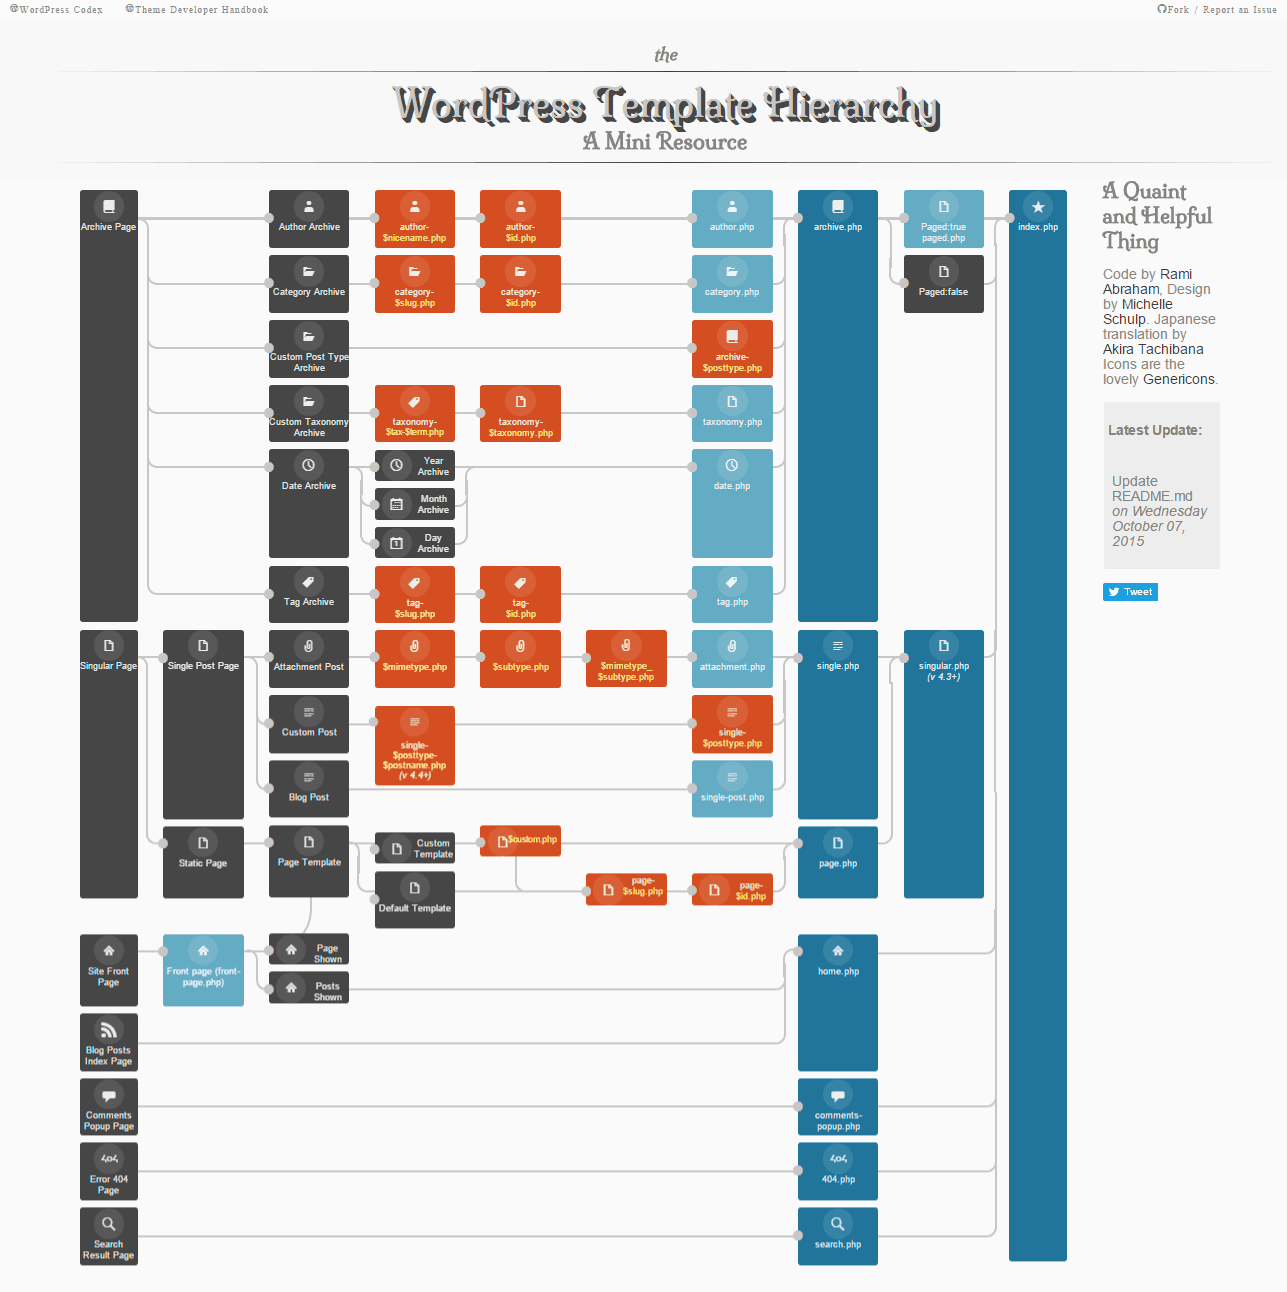 WordPress Codex
Theme Developer Handbook
Fork / Report an Issue
the
WordPress Template Hierarchy
A Mini Resource
Archive Page
Author Archive
author-
$nicename.php
author-
$id.php
author.php
archive.php
Paged:true
paged.php
index.php
Category Archive
category-
$slug.php
category-
$id.php
category.php
Paged:false
Custom Post Type
Archive
archive-
$posttype.php
Custom Taxonomy
Archive
taxonomy-
$tax-$term.php
taxonomy-
$taxonomy.php
taxonomy.php
Date Archive
Year
Archive
Month
Archive
Day
Archive
date.php
Tag Archive
tag-
$slug.php
tag-
$id.php
tag.php
Singular Page
Single Post Page
Attachment Post
$mimetype.php
$subtype.php
$mimetype_
$subtype.php
attachment.php
single.php
singular.php
(v 4.3+)
Custom Post
single-
$posttype-
$postname.php
(v 4.4+)
single-
$posttype.php
Blog Post
single-post.php
Static Page
Page Template
Custom
Template
$custom.php
page.php
Default Template
page-
$slug.php
page-
$id.php
Site Front
Page
Front page (front-
page.php)
Page
Shown
Posts
Shown
home.php
Blog Posts
Index Page
Comments
Popup Page
comments-
popup.php
404
Error 404
Page
404
404.php
Search
Result Page
search.php
A Quaint
and Helpful
Thing
Code by Rami
Abraham, Design
by Michelle
Schulp. Japanese
translation by
Akira Tachibana
Icons are the
lovely Genericons.
Latest Update:
Update
README.md
on Wednesday
October 07,
2015
Tweet